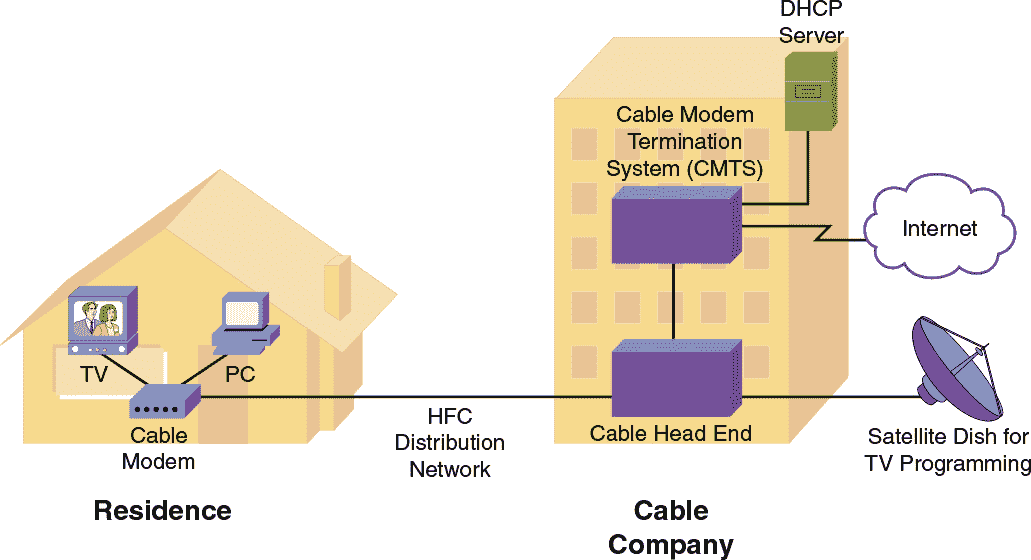 DHCP
Server
Cable Modem
Termination
System (CMTS)
Internet
TV
PC
Cable
Modem
HFC
Distribution
Network
Cable Head End
Satellite Dish for
TV Programming
Residence
Cable
Company